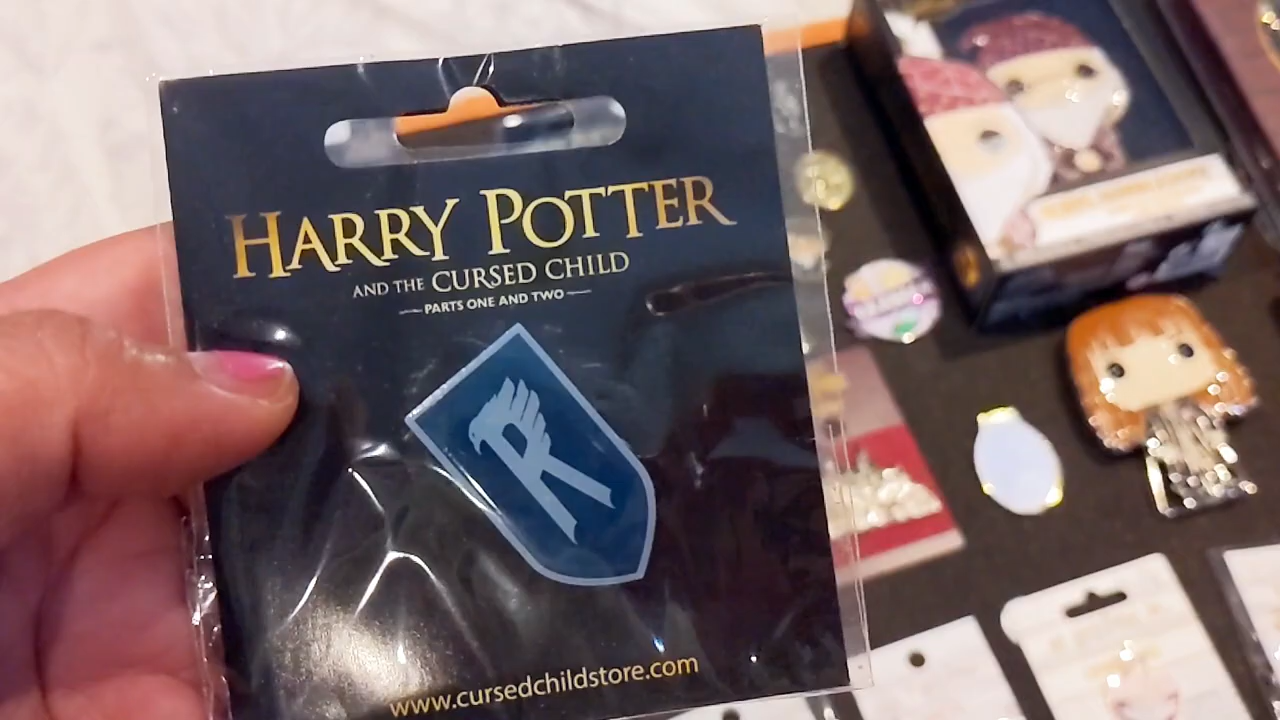 HARRY POTTER
AND THE CURSED CHILD
PARTS ONE AND TWO
R
www.cursedchildstore.com